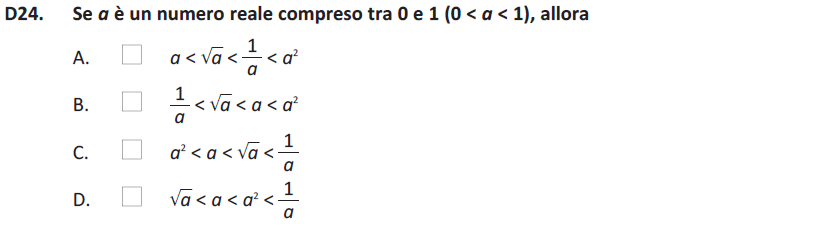 D24. Se a è un numero reale compreso tra 0 e 1 (0 < a < 1), allora
A. a < √a < 1/a < a²
B. 1/a < √a < a < a²
C. a² < a < √a < 1/a
D. √a < a < a² < 1/a